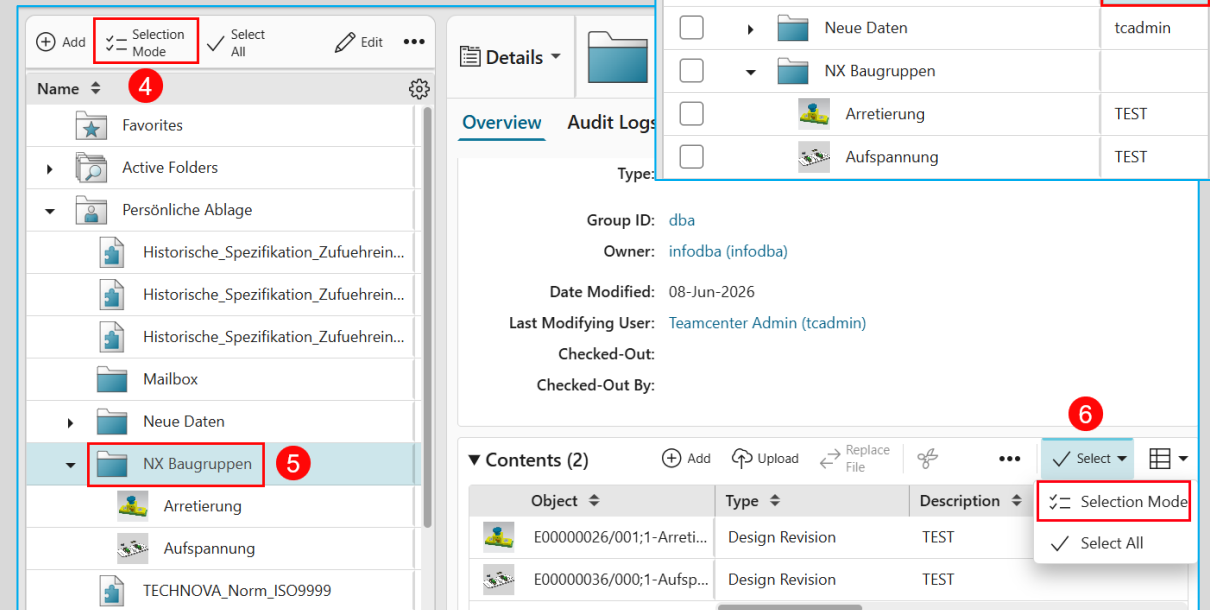 Add
Selection
Mode
Select
All
Edit
4
Name
Favorites
Active Folders
Persönliche Ablage
Historische_Spezifikation_Zufuehrein...
Historische_Spezifikation_Zufuehrein...
Historische_Spezifikation_Zufuehrein...
Mailbox
Neue Daten
NX Baugruppen
5
Arretierung
Aufspannung
TECHNOVA_Norm_ISO9999
Details
Overview Audit Logs
Type:
Group ID: dba
Owner: infodba (infodba)
Date Modified: 08-Jun-2026
Last Modifying User: Teamcenter Admin (tcadmin)
Checked-Out:
Checked-Out By:
Neue Daten tcadmin
NX Baugruppen
Arretierung TEST
Aufspannung TEST
6
Contents (2)
Add
Upload
Replace
File
Select
Selection Mode
Select All
Object Type Description
E00000026/001;1-Arreti... Design Revision TEST
E00000036/000;1-Aufsp... Design Revision TEST